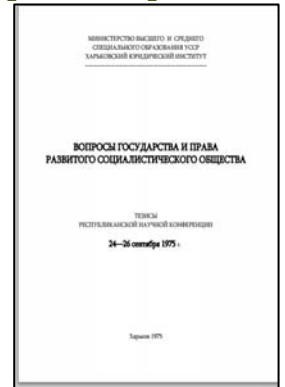 МИНИСТЕРСТВО ВЫСШЕГО И СРЕДНЕГО
СПЕЦИАЛЬНОГО ОБРАЗОВАНИЯ УССР
ХАРЬКОВСКИЙ ЮРИДИЧЕСКИЙ ИНСТИТУТ
ВОПРОСЫ ГОСУДАРСТВА И ПРАВА
РАЗВИТОГО СОЦИАЛИСТИЧЕСКОГО ОБЩЕСТВА
ТЕЗИСЫ
РЕСПУБЛИКАНСКОЙ НАУЧНОЙ КОНФЕРЕНЦИИ
24—26 сентября 1975 г.
Харьков 1975